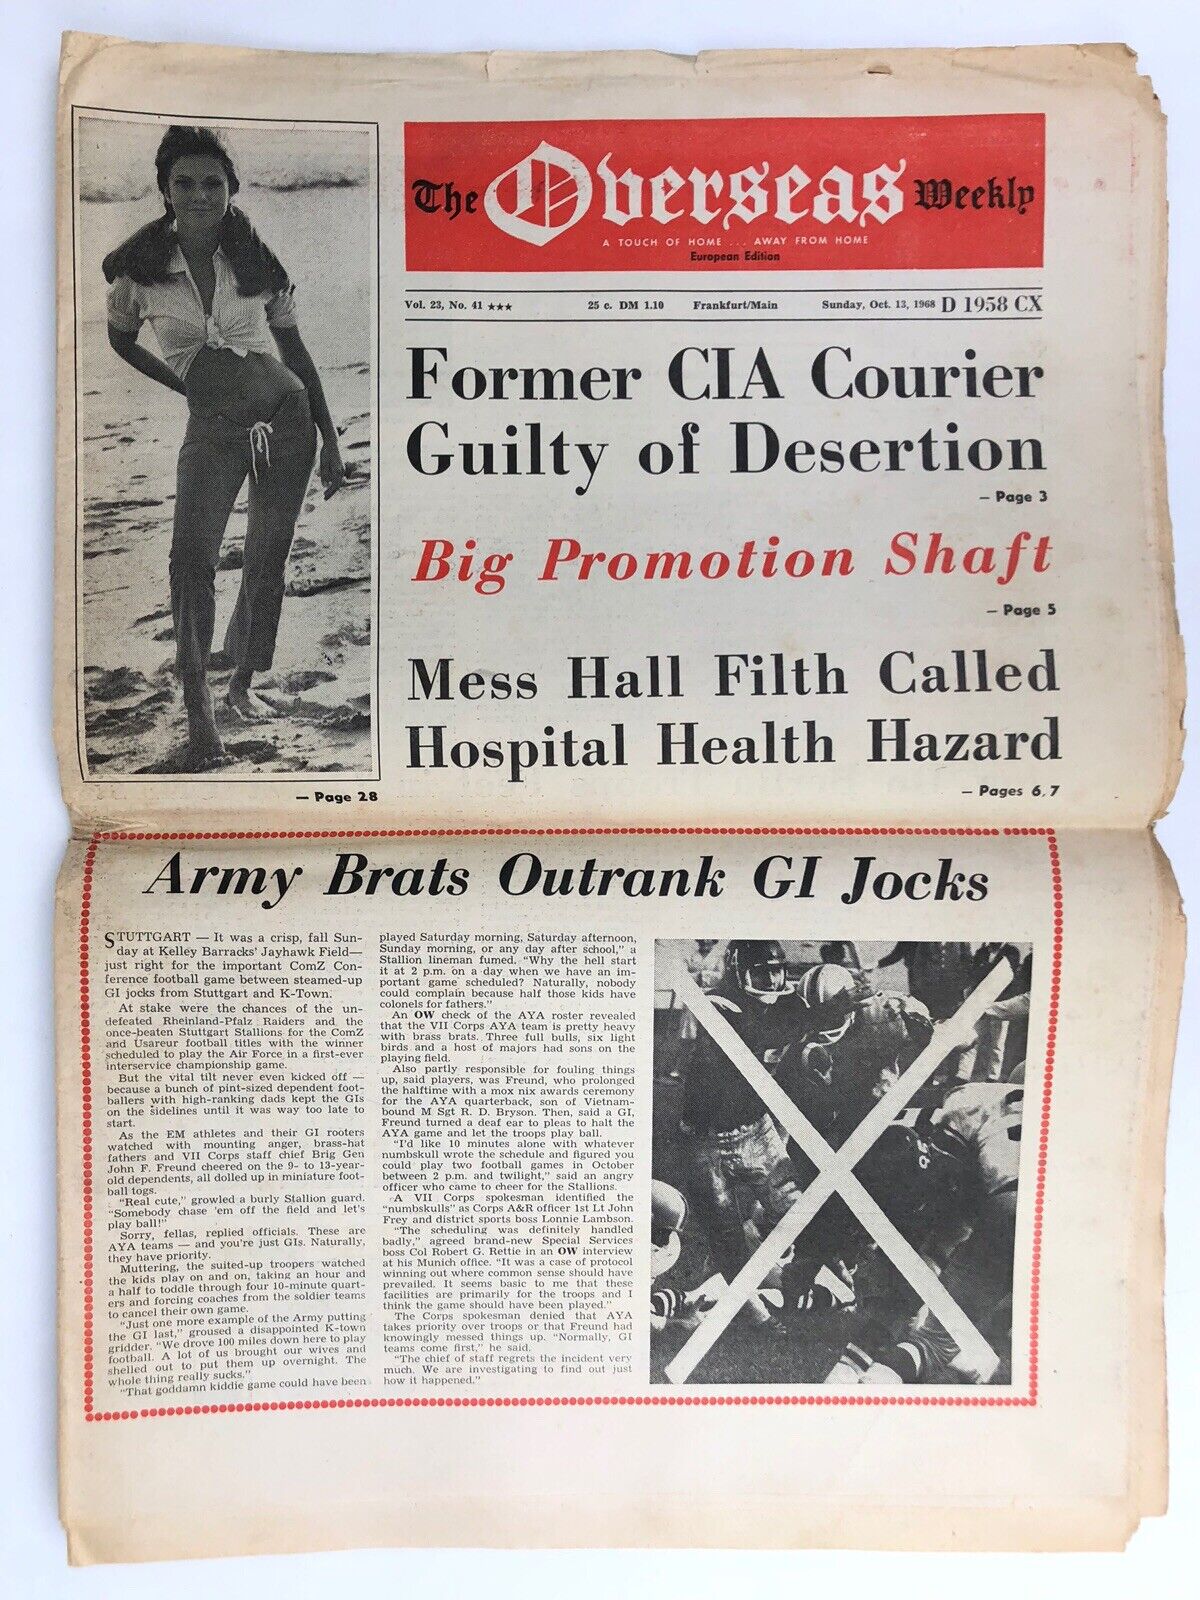 The Overseas Weekly
A TOUCH OF HOME ... AWAY FROM HOME
European Edition
Vol. 23, No. 41 ★★★ 25 c. DM 1.10 Frankfurt/Main Sunday, Oct. 13, 1968 D 1958 CX
Former CIA Courier
Guilty of Desertion
— Page 3
Big Promotion Shaft
— Page 5
Mess Hall Filth Called
Hospital Health Hazard
— Pages 6,7
— Page 28
Army Brats Outrank GI Jocks
STUTTGART — It was a crisp, fall Sun-
day at Kelley Barracks' Jayhawk Field—
just right for the important ComZ Con-
ference football game between steamed-up
GI jocks from Stuttgart and K-Town.
At stake were the chances of the un-
defeated Rheinland-Pfalz Raiders and the
once-beaten Stuttgart Stallions for the ComZ
and Usareur football titles with the winner
scheduled to play the Air Force in a first-ever
interservice championship game.
But the vital tilt never even kicked off —
because a bunch of pint-sized dependent foot-
ballers with high-ranking dads kept the GIs
on the sidelines until it was way too late to
start.
As the EM athletes and their GI rooters
watched with mounting anger, brass-hat
fathers and VII Corps staff chief Brig Gen
John F. Freund cheered on the 9- to 13-year-
old dependents, all dolled up in miniature foot-
ball togs.
"Real cute," growled a burly Stallion guard.
"Somebody chase 'em off the field and let's
play ball!"
Sorry, fellas, replied officials. These are
AYA teams — and you're just GIs. Naturally,
they have priority.
Muttering, the suited-up troopers watched
the kids play on and on, taking an hour and
a half to toddle through four 10-minute quart-
ers and forcing coaches from the soldier teams
to cancel their own game.
"Just one more example of the Army putting
the GI last," groused a disappointed K-town
gridder. "We drove 100 miles down here to play
football. A lot of us brought our wives and
shelled out to put them up overnight. The
whole thing really sucks."
"That goddamn kiddie game could have been
played Saturday morning, Saturday afternoon,
Sunday morning, or any day after school," a
Stallion lineman fumed. "Why the hell start
it at 2 p.m. on a day when we have an im-
portant game scheduled? Naturally, nobody
could complain because half those kids have
colonels for fathers."
An OW check of the AYA roster revealed
that the VII Corps AYA team is pretty heavy
with brass brats. Three full bulls, six light
birds and a host of majors had sons on the
playing field.
Also partly responsible for fouling things
up, said players, was Freund, who prolonged
the halftime with a mox nix awards ceremony
for the AYA quarterback, son of Vietnam-
bound M Sgt R. D. Bryson. Then, said a GI,
Freund turned a deaf ear to pleas to halt the
AYA game and let the troops play ball.
"I'd like 10 minutes alone with whatever
numbskull wrote the schedule and figured you
could play two football games in October
between 2 p.m. and twilight," said an angry
officer who came to cheer for the Stallions.
A VII Corps spokesman identified the
"numbskulls" as Corps A&R officer 1st Lt John
Frey and district sports boss Lonnie Lambson.
"The scheduling was definitely handled
badly," agreed brand-new Special Services
boss Col Robert G. Rettie in an OW interview
at his Munich office. "It was a case of protocol
winning out where common sense should have
prevailed. It seems basic to me that these
facilities are primarily for the troops and I
think the game should have been played."
The Corps spokesman denied that AYA
takes priority over troops or that Freund had
knowingly messed things up. "Normally, GI
teams come first," he said.
"The chief of staff regrets the incident very
much. We are investigating to find out just
how it happened."